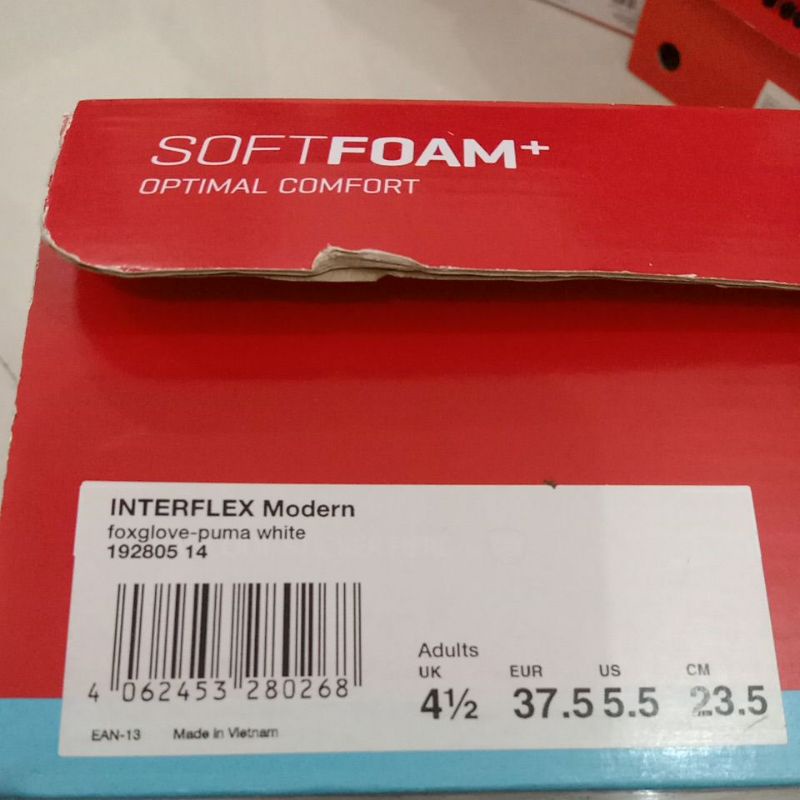 SOFTFOAM+
OPTIMAL COMFORT
INTERFLEX Modern
foxglove-puma white
192805 14
4 062453 280268
EAN-13 Made in Vietnam
Adults
UK EUR US CM
4½ 37.5 5.5 23.5